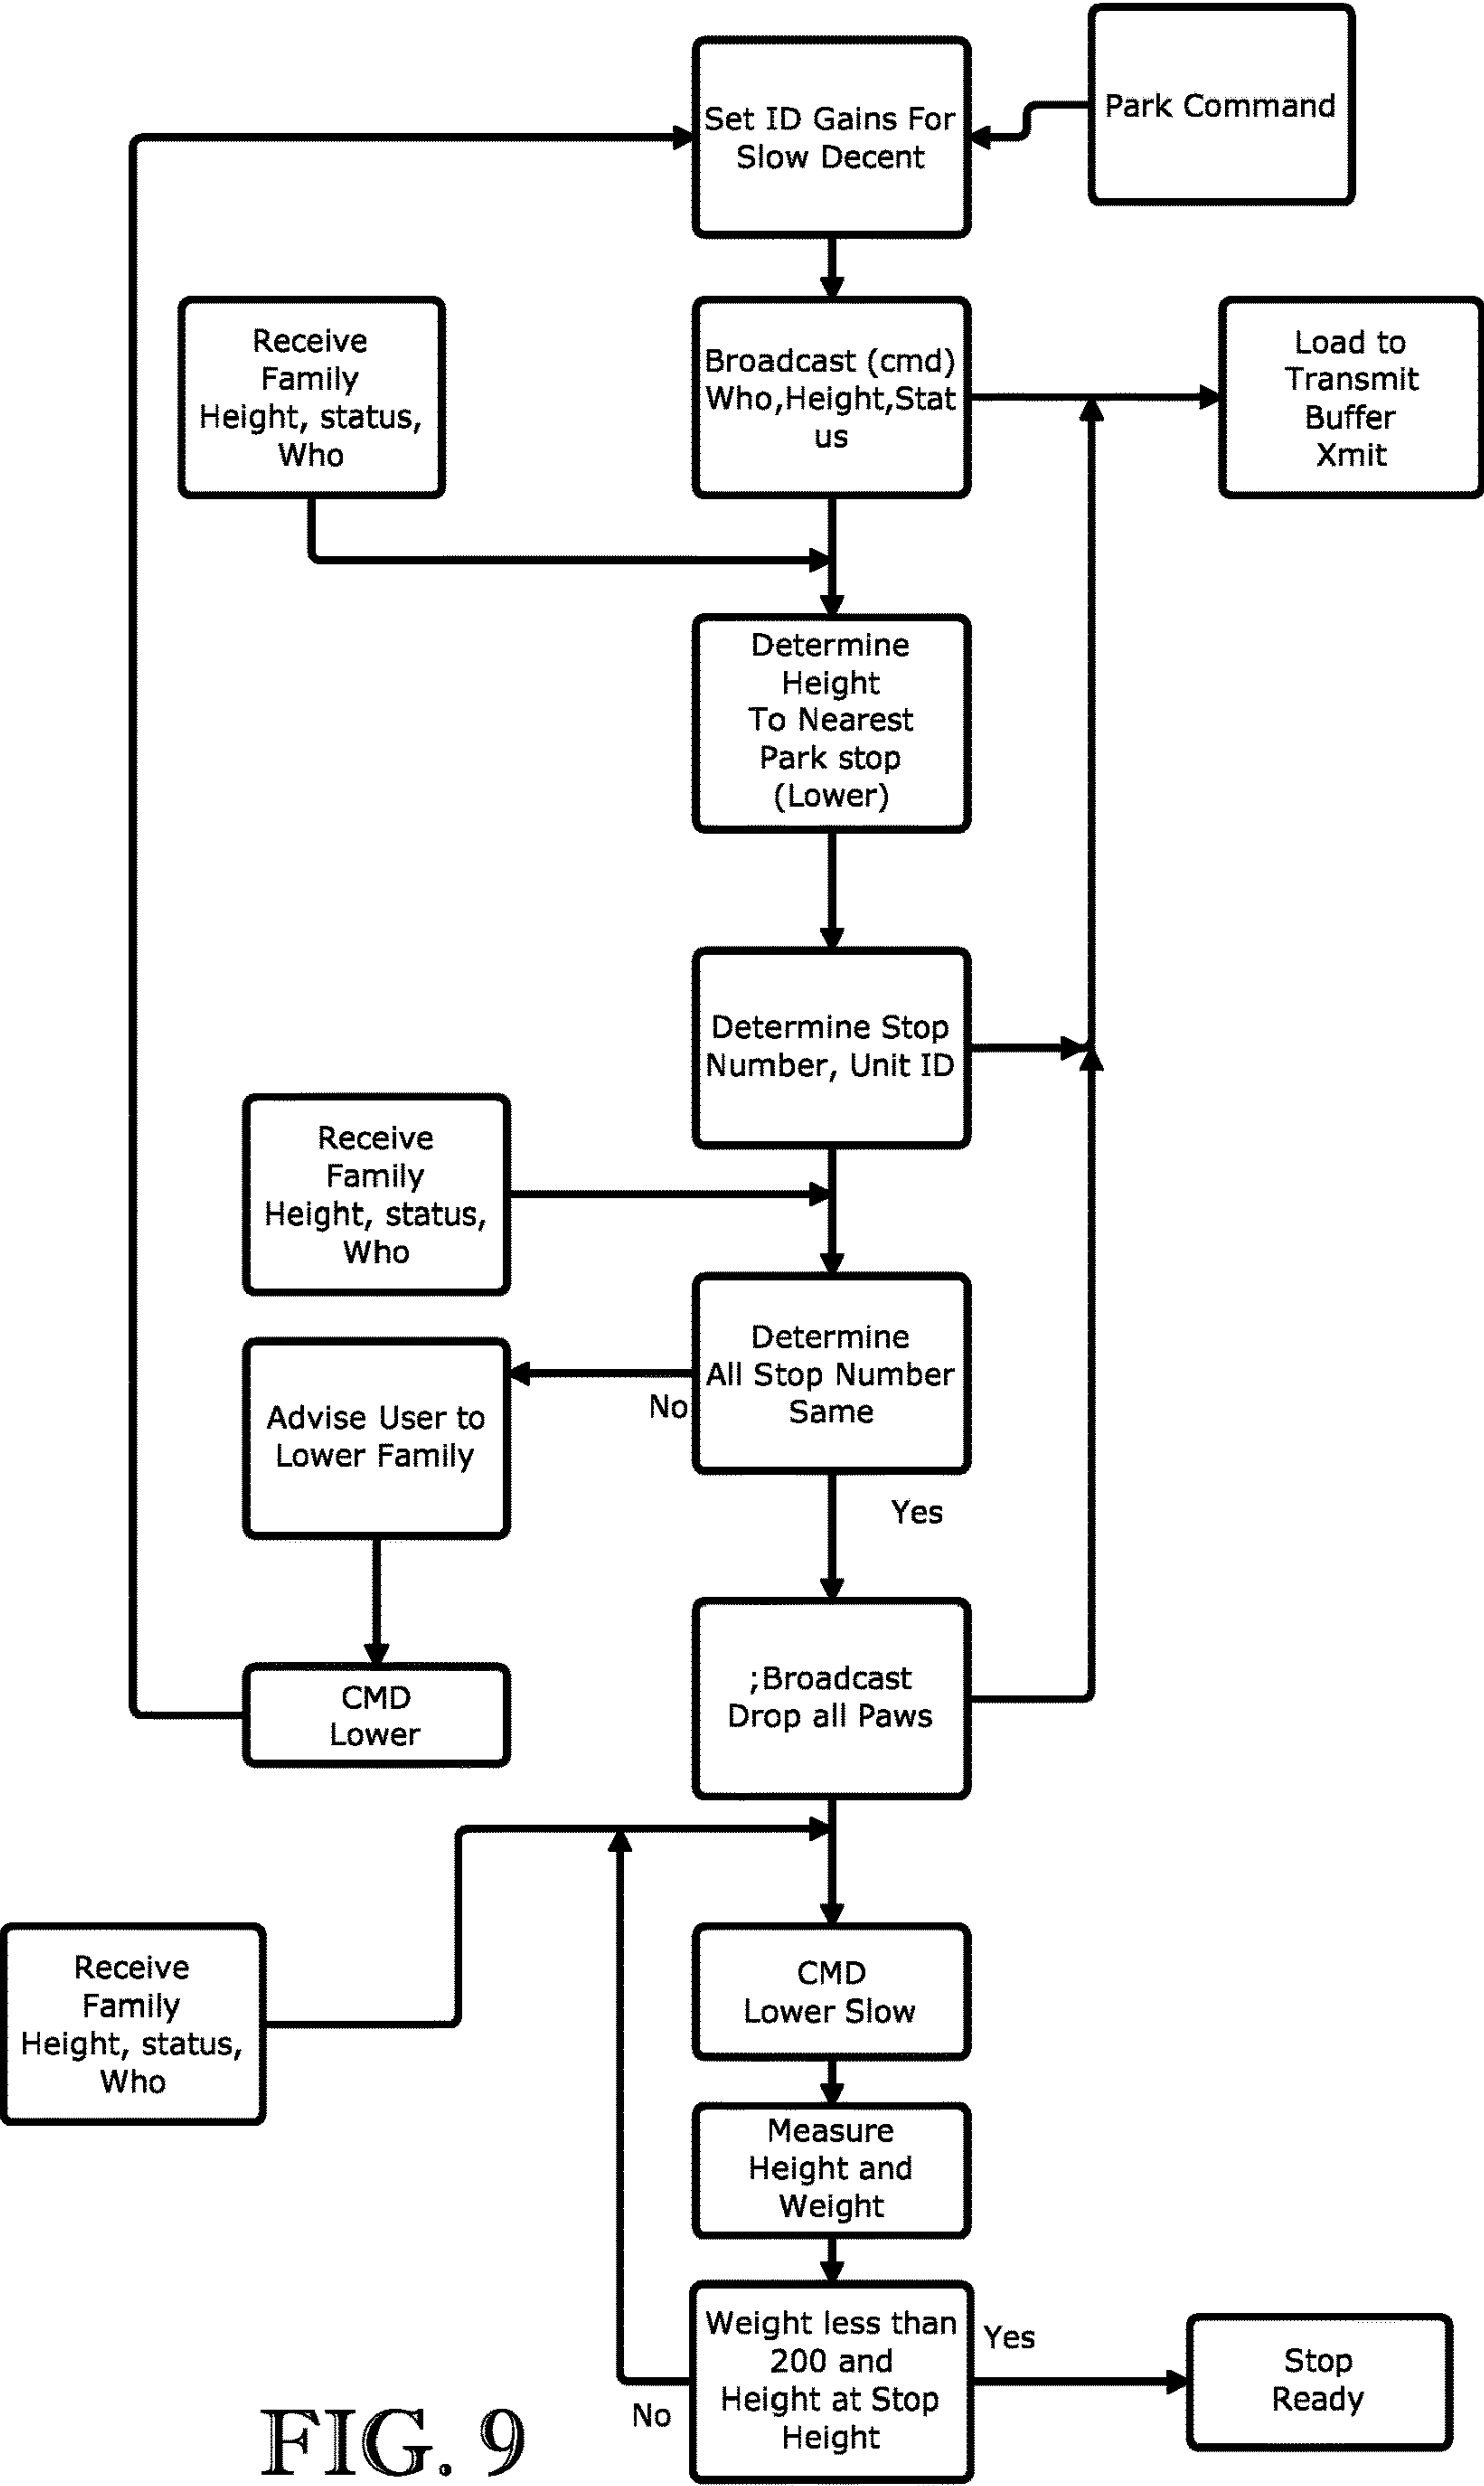 Park Command
Set ID Gains For
Slow Decent
Receive
Family
Height, status,
Who
Broadcast (cmd)
Who,Height,Stat
us
Load to
Transmit
Buffer
Xmit
Determine
Height
To Nearest
Park stop
(Lower)
Determine Stop
Number, Unit ID
Receive
Family
Height, status,
Who
Determine
All Stop Number
Same
No
Yes
Advise User to
Lower Family
CMD
Lower
;Broadcast
Drop all Paws
Receive
Family
Height, status,
Who
CMD
Lower Slow
Measure
Height and
Weight
Weight less than
200 and
Height at Stop
Height
Yes
No
Stop
Ready
FIG. 9